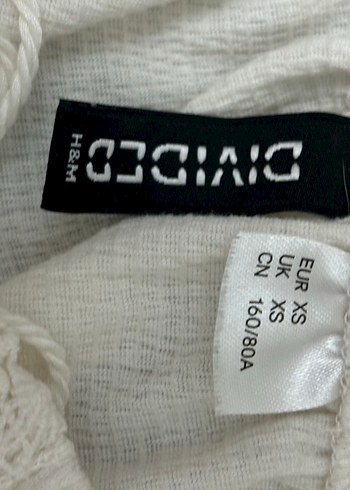 DIVIDED
H&M
EUR XS
UK XS
CN 160/80A